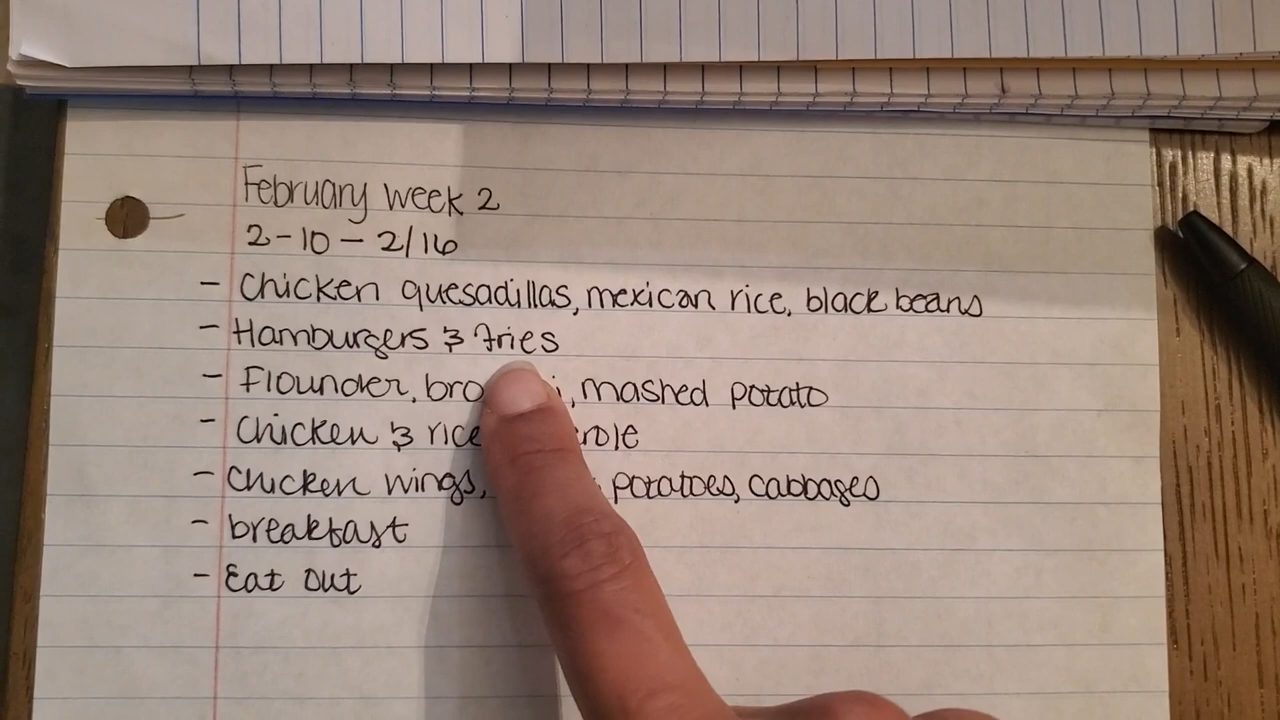 February week 2
2-10 - 2/16
- Chicken quesadillas, mexican rice, black beans
- Hamburgers & fries
- Flounder, mashed potato
- Chicken & rice
- Chicken wings, potatoes, cabbages
- breakfast
- Eat out